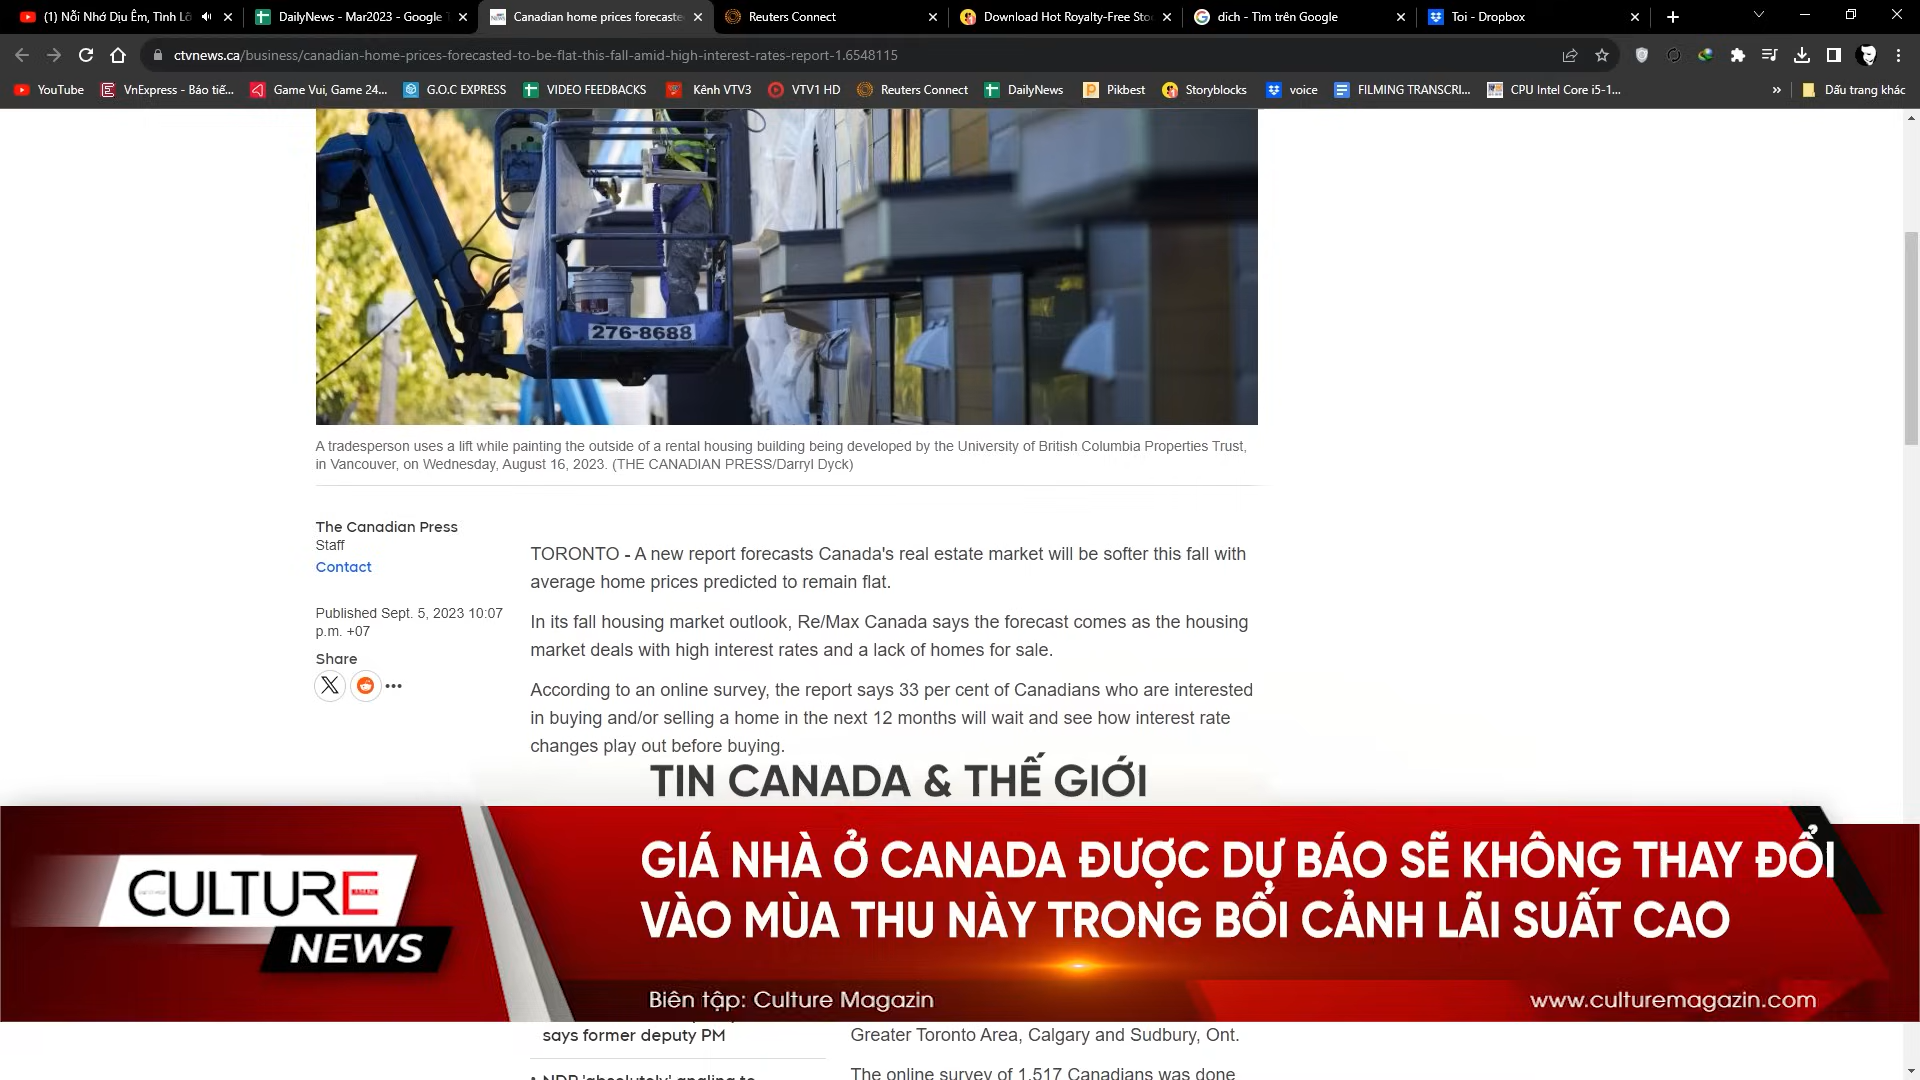 (1) Nỗi Nhớ Dịu Êm, Tình Lỡ
DailyNews - Mar2023 - Google
Canadian home prices forecaste
Reuters Connect
Download Hot Royalty-Free Sto
dich - Tìm trên Google
Toi - Dropbox
ctvnews.ca/business/canadian-home-prices-forecasted-to-be-flat-this-fall-amid-high-interest-rates-report-1.6548115
YouTube
VnExpress - Báo tiế...
Game Vui, Game 24...
G.O.C EXPRESS
VIDEO FEEDBACKS
Kênh VTV3
VTV1 HD
Reuters Connect
DailyNews
Pikbest
Storyblocks
voice
FILMING TRANSCRI...
CPU Intel Core i5-1...
»
Dấu trang khác
276-8688
A tradesperson uses a lift while painting the outside of a rental housing building being developed by the University of British Columbia Properties Trust,
in Vancouver, on Wednesday, August 16, 2023. (THE CANADIAN PRESS/Darryl Dyck)
The Canadian Press
Staff
Contact
Published Sept. 5, 2023 10:07
p.m. +07
Share
TORONTO - A new report forecasts Canada's real estate market will be softer this fall with
average home prices predicted to remain flat.
In its fall housing market outlook, Re/Max Canada says the forecast comes as the housing
market deals with high interest rates and a lack of homes for sale.
According to an online survey, the report says 33 per cent of Canadians who are interested
in buying and/or selling a home in the next 12 months will wait and see how interest rate
changes play out before buying.
TIN CANADA & THẾ GIỚI
CULTURE
NEWS
GIÁ NHÀ Ở CANADA ĐƯỢC DỰ BÁO SẼ KHÔNG THAY ĐỔI
VÀO MÙA THU NÀY TRONG BỐI CẢNH LÃI SUẤT CAO
Biên tập: Culture Magazin
www.culturemagazin.com
says former deputy PM
Greater Toronto Area, Calgary and Sudbury, Ont.
NDP 'absolutely' angling to
The online survey of 1,517 Canadians was done